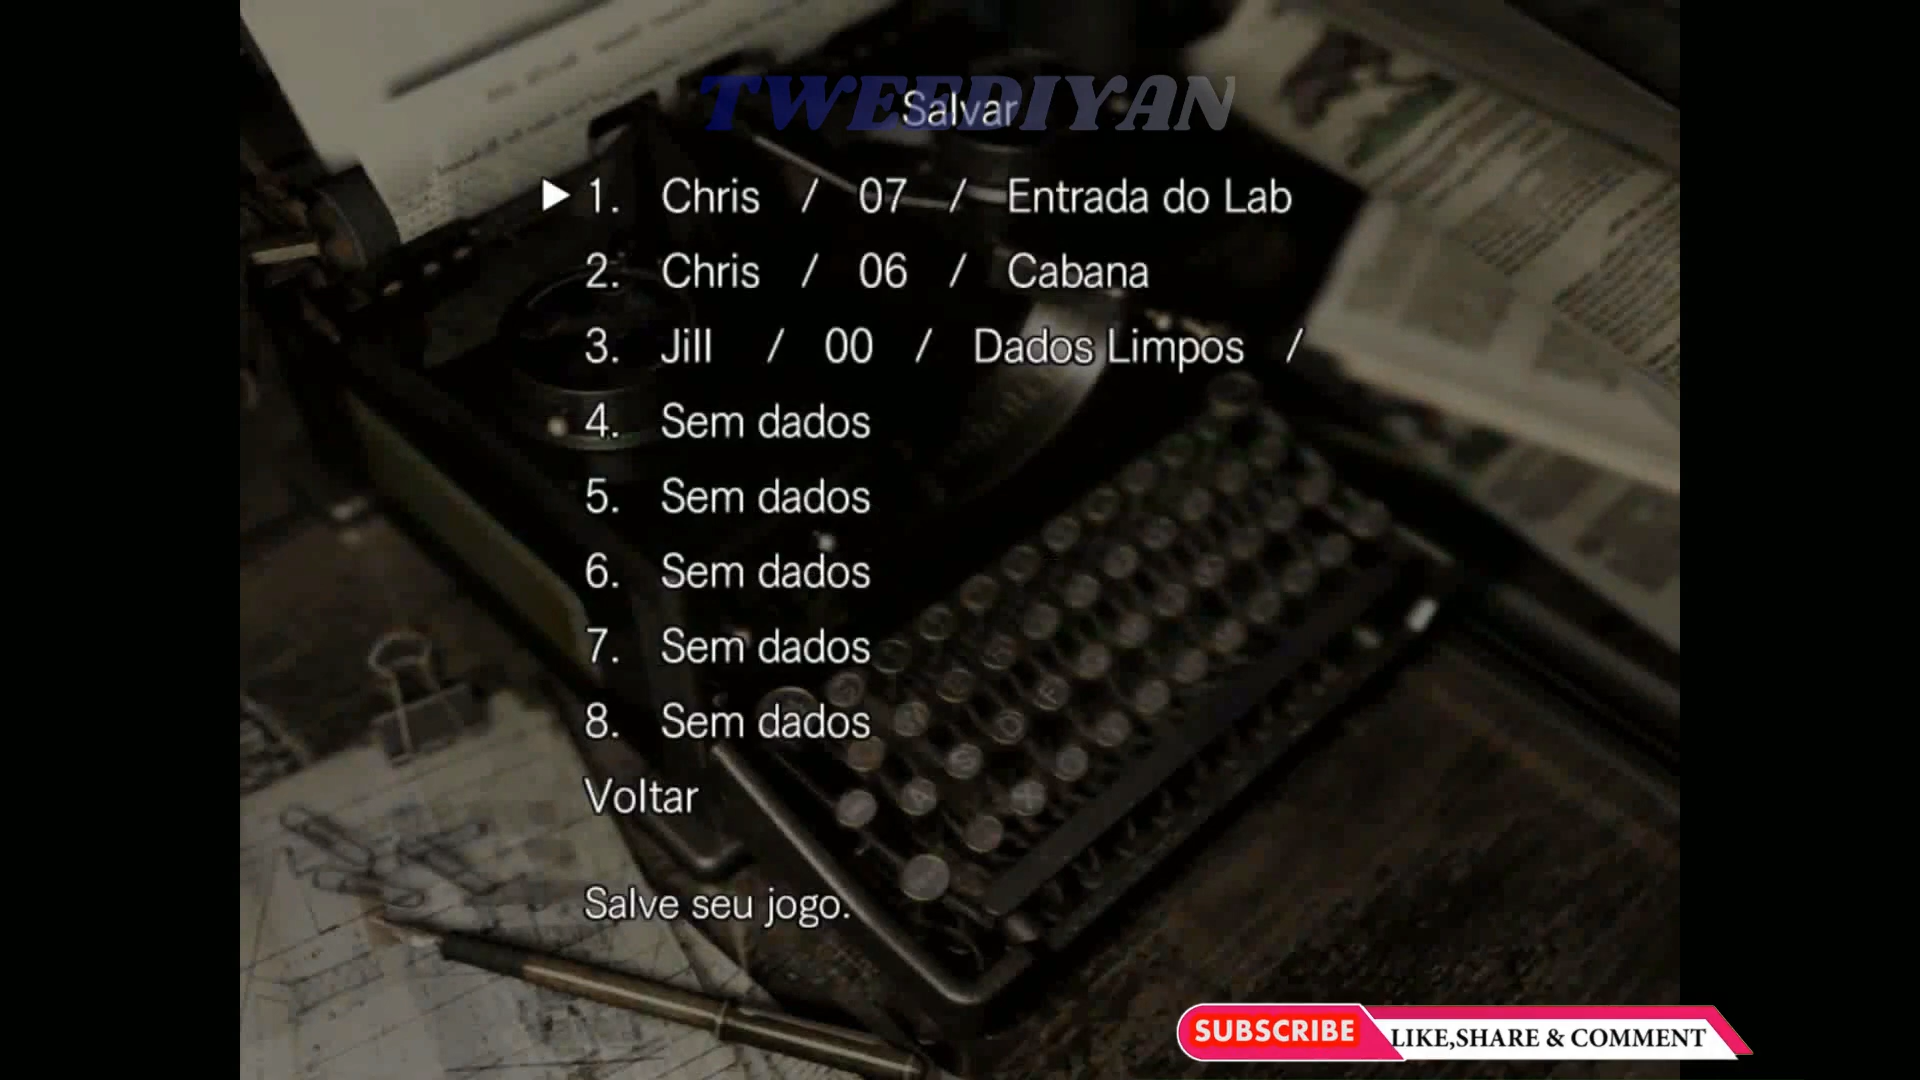 TWEEDIYAN
Salvar
1. Chris / 07 / Entrada do Lab
2. Chris / 06 / Cabana
3. Jill / 00 / Dados Limpos /
4. Sem dados
5. Sem dados
6. Sem dados
7. Sem dados
8. Sem dados
Voltar
Salve seu jogo.
SUBSCRIBE LIKE,SHARE & COMMENT